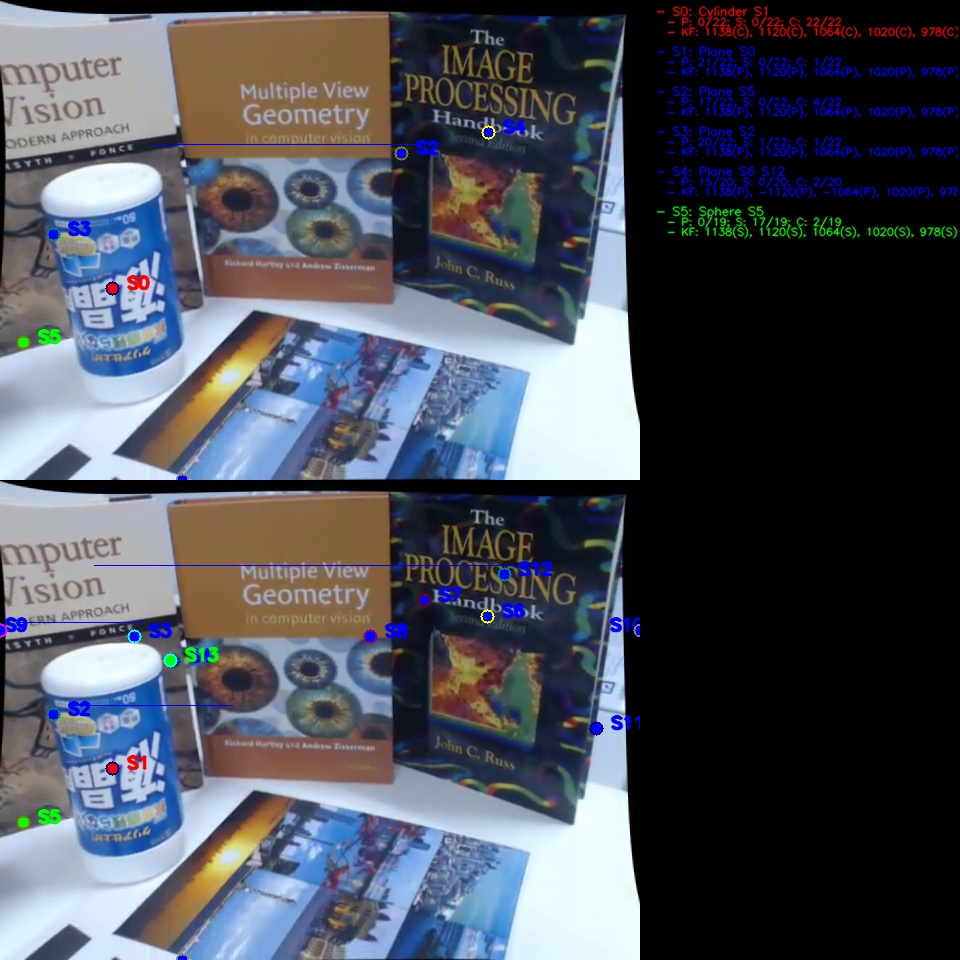 mputer
Vision
ODERN APPROACH
RSYTH PONCE
Multiple View
Geometry
in computer vision
Richard Hartley and Andrew Zisserman
The
IMAGE
PROCESSING
Handbook
Second Edition
John C. Russ
S4
S2
S3
S0
S5
- S0: Cylinder S1
- P: 0/22; S: 0/22; C: 22/22
- KF: 1138(C), 1120(C), 1064(C), 1020(C), 978(C)
- S1: Plane S0
- P: 21/22; S: 0/22; C: 1/22
- KF: 1138(P), 1120(P), 1064(P), 1020(P), 978(P)
- S2: Plane S5
- P: 17/22; S: 0/22; C: 4/22
- KF: 1138(P), 1120(P), 1064(P), 1020(P), 978(P)
- S3: Plane S2
- P: 20/22; S: 1/22; C: 1/22
- KF: 1138(P), 1120(P), 1064(P), 1020(P), 978(P)
- S4: Plane S6 S12
- P: 15/20; S: 0/20; C: 2/20
- KF: 1138(P), -1120(P), -1064(P), 1020(P), 978
- S5: Sphere S5
- P: 0/19; S: 17/19; C: 2/19
- KF: 1138(S), 1120(S), 1064(S), 1020(S), 978(S)
mputer
Vision
ERN APPROACH
RSYTH PONCE
Multiple View
Geometry
in computer vision
Richard Hartley and Andrew Zisserman
The
IMAGE
PROCESSING
Handbook
Second Edition
John C. Russ
S12
S7
S6
S9
S3
S8
S13
S2
S11
S1
S5